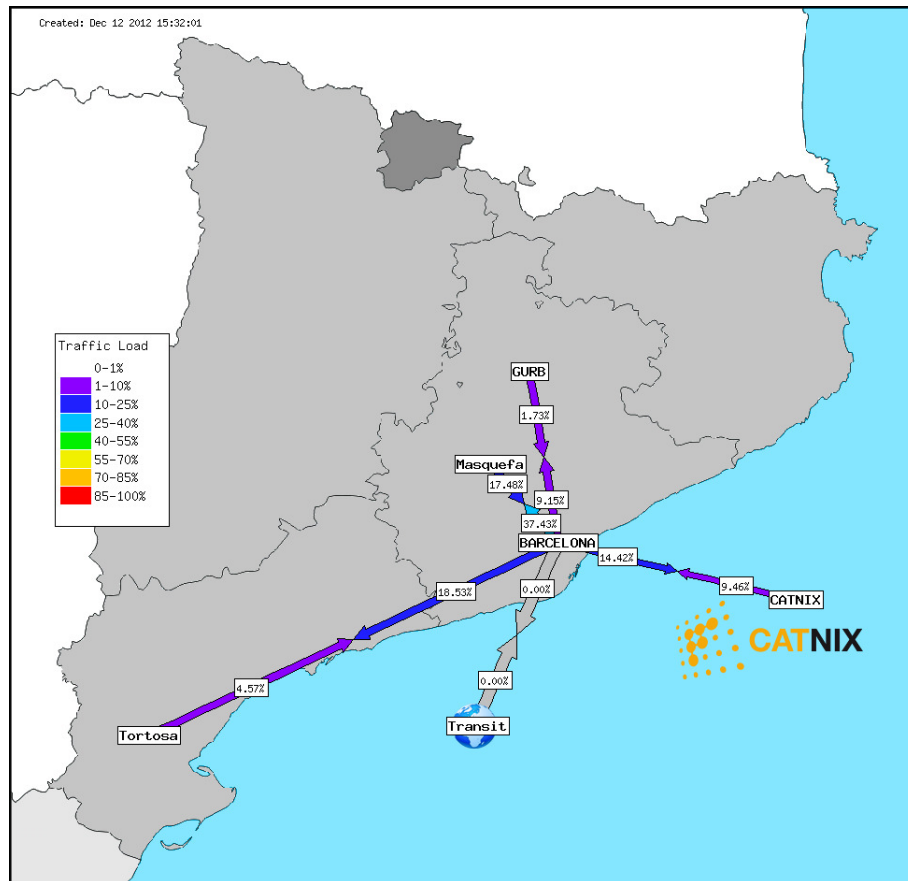 Created: Dec 12 2012 15:32:01
Traffic Load
0-1%
1-10%
10-25%
25-40%
40-55%
55-70%
70-85%
85-100%
GURB
1.73%
Masquefa
17.48%
9.15%
37.43%
BARCELONA
14.42%
18.53%
0.00%
9.46%
CATNIX
CATNIX
4.57%
0.00%
Transit
Tortosa